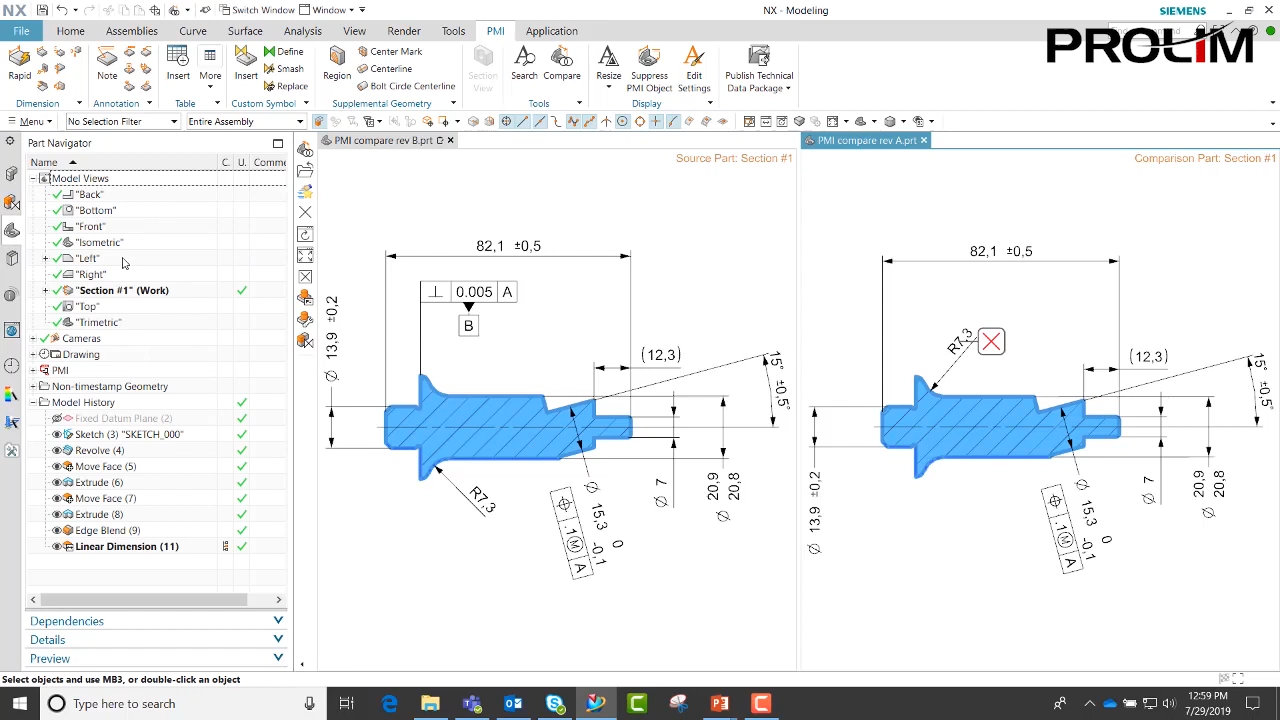 NX
Switch Window
Window
NX - Modeling
SIEMENS
File
Home
Assemblies
Curve
Surface
Analysis
View
Render
Tools
PMI
Application
PROLIM
Rapid
Note
Insert
More
Insert
Define
Smash
Replace
Region
Center Mark
Centerline
Bolt Circle Centerline
Section
View
Search
Compare
Resize
Suppress
PMI Object
Edit
Settings
Publish Technical
Data Package
Dimension
Annotation
Table
Custom Symbol
Supplemental Geometry
Tools
Display
Menu
No Selection Filter
Entire Assembly
Part Navigator
Name
C.
U.
Comme
Model Views
"Back"
"Bottom"
"Front"
"Isometric"
"Left"
"Right"
"Section #1" (Work)
"Top"
"Trimetric"
Cameras
Drawing
PMI
Non-timestamp Geometry
Model History
Fixed Datum Plane (2)
Sketch (3) "SKETCH_000"
Revolve (4)
Move Face (5)
Extrude (6)
Move Face (7)
Extrude (8)
Edge Blend (9)
Linear Dimension (11)
Dependencies
Details
Preview
PMI compare rev B.prt
Source Part: Section #1
82,1 ±0,5
⊥ 0.005 A
B
∅ 13,9 ±0,2
(12,3)
15° ±0,5°
R7,3
∅ 15,3 0 -0,1
⌖ .1Ⓜ A
∅ 7
∅ 20,9 20,8
PMI compare rev A.prt
Comparison Part: Section #1
82,1 ±0,5
R7,3
(12,3)
15° ±0,5°
∅ 13,9 ±0,2
∅ 15,3 0 -0,1
⌖ .1Ⓜ A
∅ 7
∅ 20,9 20,8
Select objects and use MB3, or double-click an object
Type here to search
12:59 PM
7/29/2019